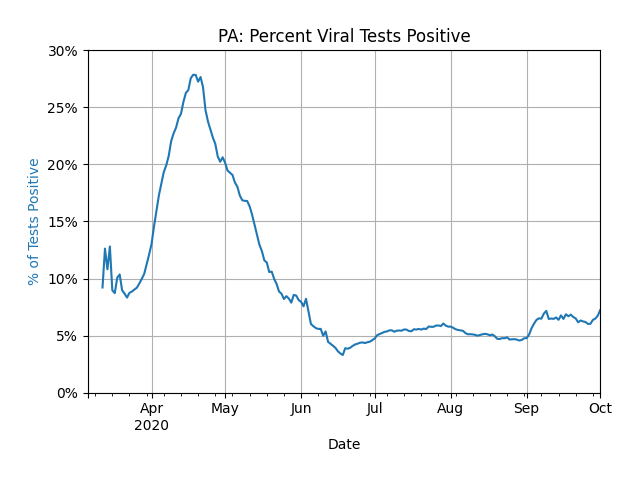 PA: Percent Viral Tests Positive
30%
25%
20%
15%
10%
5%
0%
% of Tests Positive
Apr May Jun Jul Aug Sep Oct
2020
Date